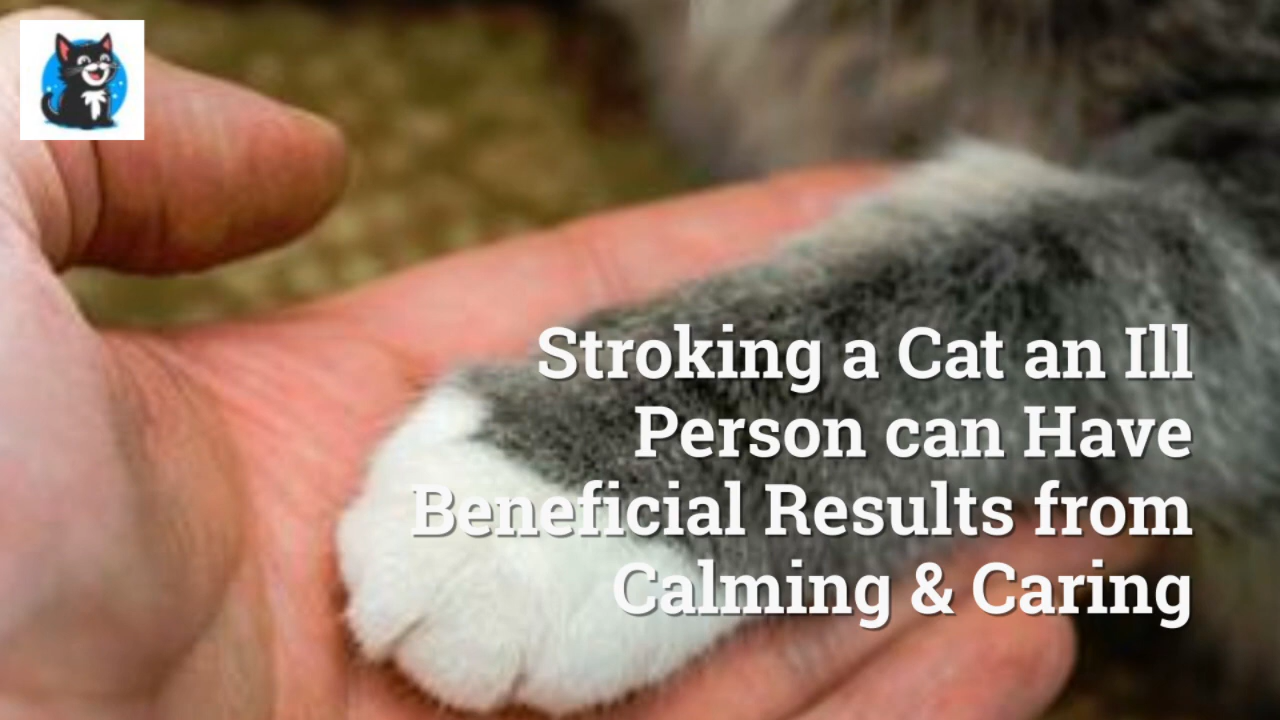 Stroking a Cat an Ill
Person can Have
Beneficial Results from
Calming & Caring